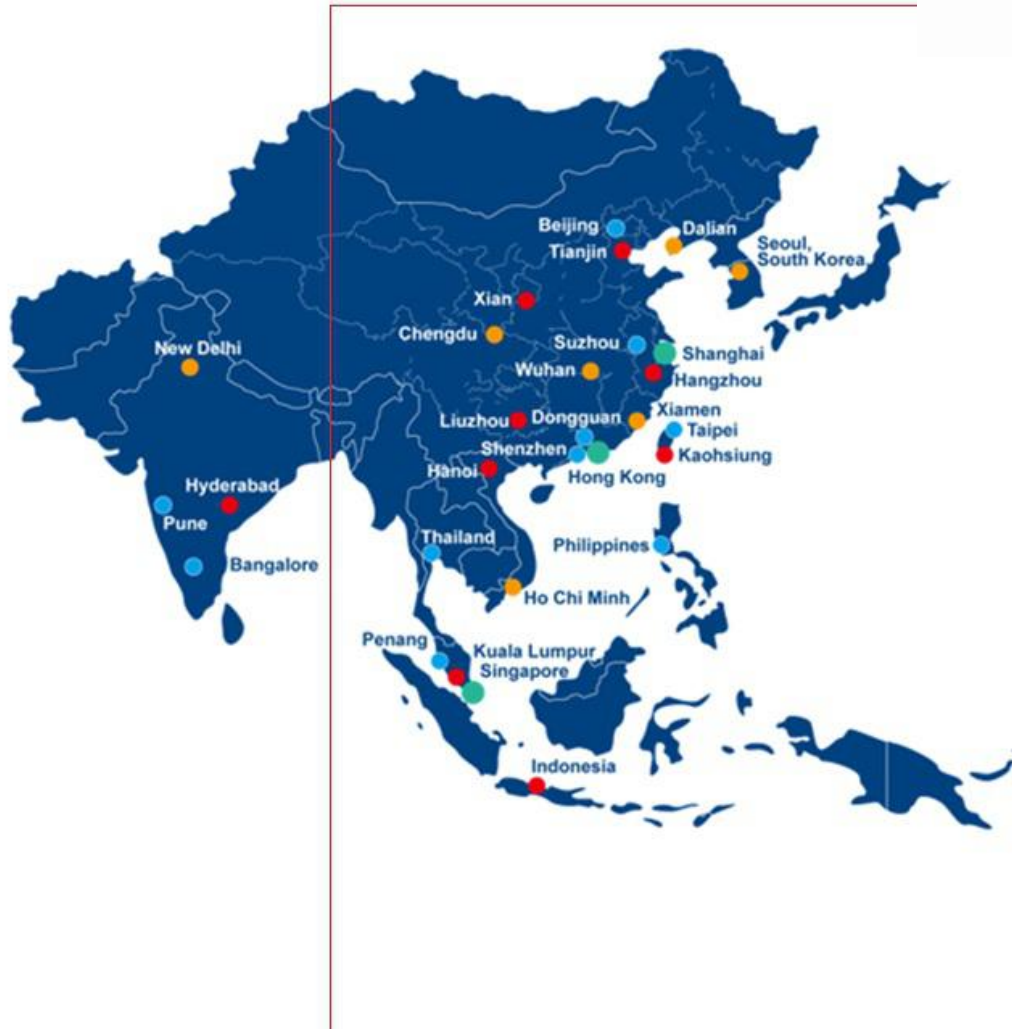 Beijing
Dalian
Tianjin
Seoul,
South Korea
Xian
Chengdu
Suzhou
Shanghai
New Delhi
Wuhan
Hangzhou
Xiamen
Liuzhou
Dongguan
Taipei
Shenzhen
Kaohsiung
Hanoi
Hong Kong
Hyderabad
Pune
Thailand
Philippines
Bangalore
Ho Chi Minh
Penang
Kuala Lumpur
Singapore
Indonesia